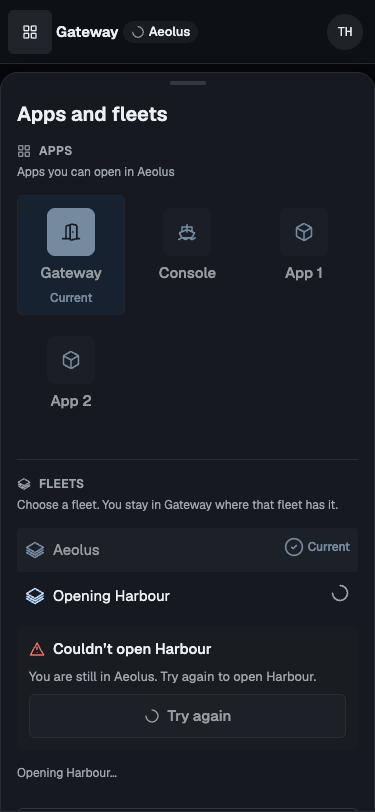 Gateway
Aeolus
TH
Apps and fleets
APPS
Apps you can open in Aeolus
Gateway
Current
Console
App 1
App 2
FLEETS
Choose a fleet. You stay in Gateway where that fleet has it.
Aeolus
Current
Opening Harbour
Couldn’t open Harbour
You are still in Aeolus. Try again to open Harbour.
Try again
Opening Harbour…